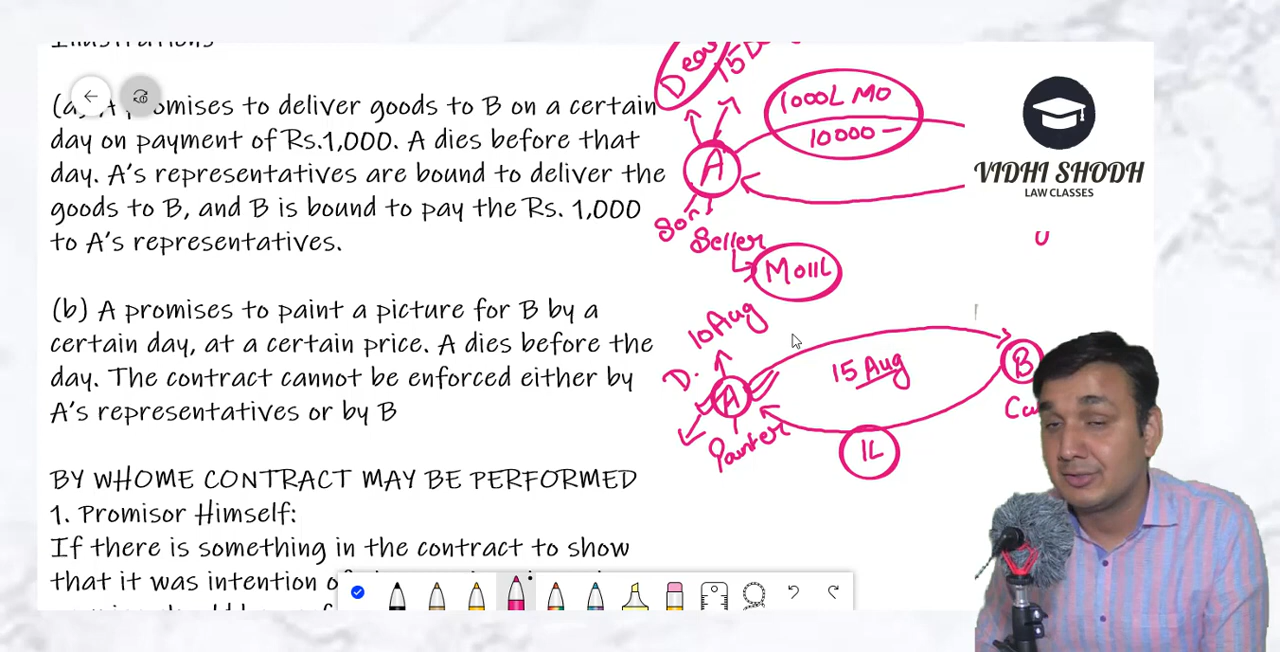 Illustrations
(a) A promises to deliver goods to B on a certain
day on payment of Rs.1,000. A dies before that
day. A's representatives are bound to deliver the
goods to B, and B is bound to pay the Rs. 1,000
to A's representatives.
(b) A promises to paint a picture for B by a
certain day, at a certain price. A dies before the
day. The contract cannot be enforced either by
A's representatives or by B
BY WHOME CONTRACT MAY BE PERFORMED
1. Promisor Himself:
If there is something in the contract to show
that it was intention
1000L MO
10000 -
A
Seller
10 Aug
D.
A
Painter
15 Aug
B
1L
VIDHI SHODH
LAW CLASSES